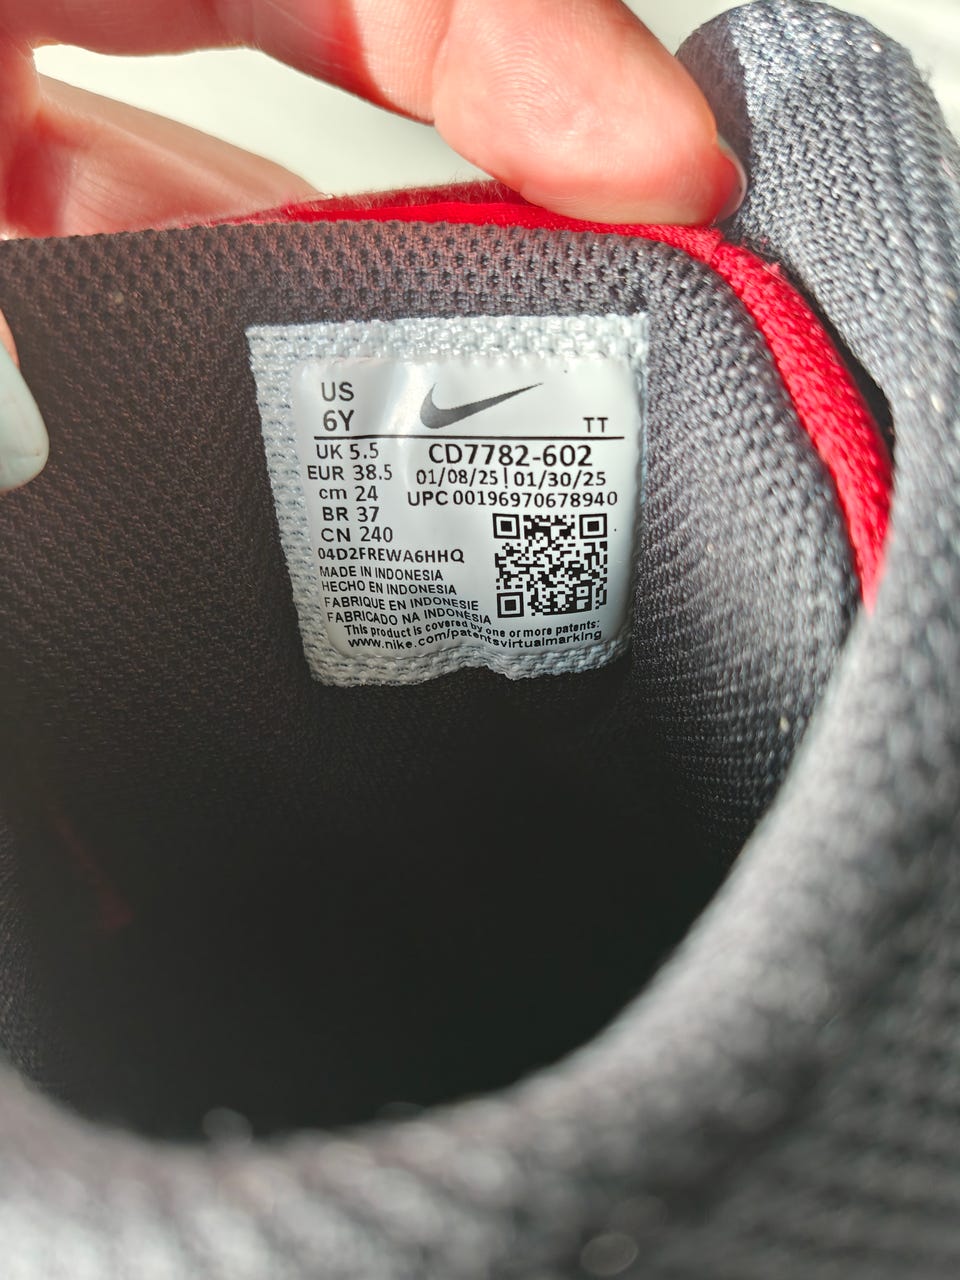 US
6Y
TT
UK 5.5
EUR 38.5
cm 24
BR 37
CN 240
CD7782-602
01/08/25 | 01/30/25
UPC 00196970678940
04D2FREWA6HHQ
MADE IN INDONESIA
HECHO EN INDONESIA
FABRIQUE EN INDONESIE
FABRICADO NA INDONÉSIA
This product is covered by one or more patents:
www.nike.com/patentsvirtualmarking